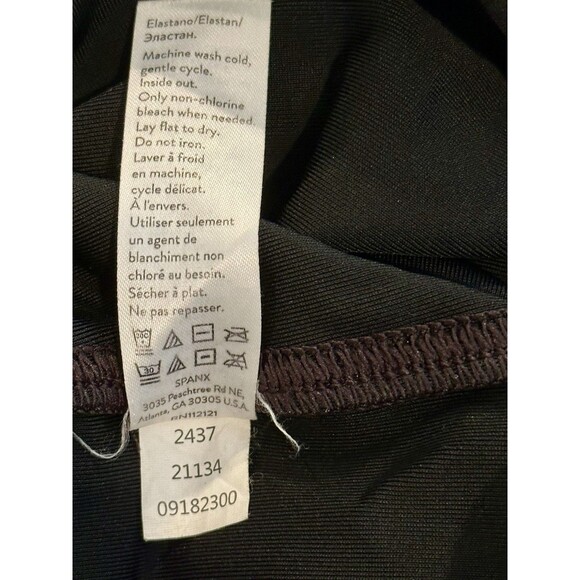 Elastano/Elastan/
Эластан.
Machine wash cold,
gentle cycle.
Inside out.
Only non-chlorine
bleach when needed.
Lay flat to dry.
Do not iron.
Laver à froid
en machine,
cycle délicat.
À l'envers.
Utiliser seulement
un agent de
blanchiment non
chloré au besoin.
Sécher à plat.
Ne pas repasser.
30
SPANX
3035 Peachtree Rd NE,
Atlanta, GA 30305 U.S.A.
RN112121
2437
21134
09182300